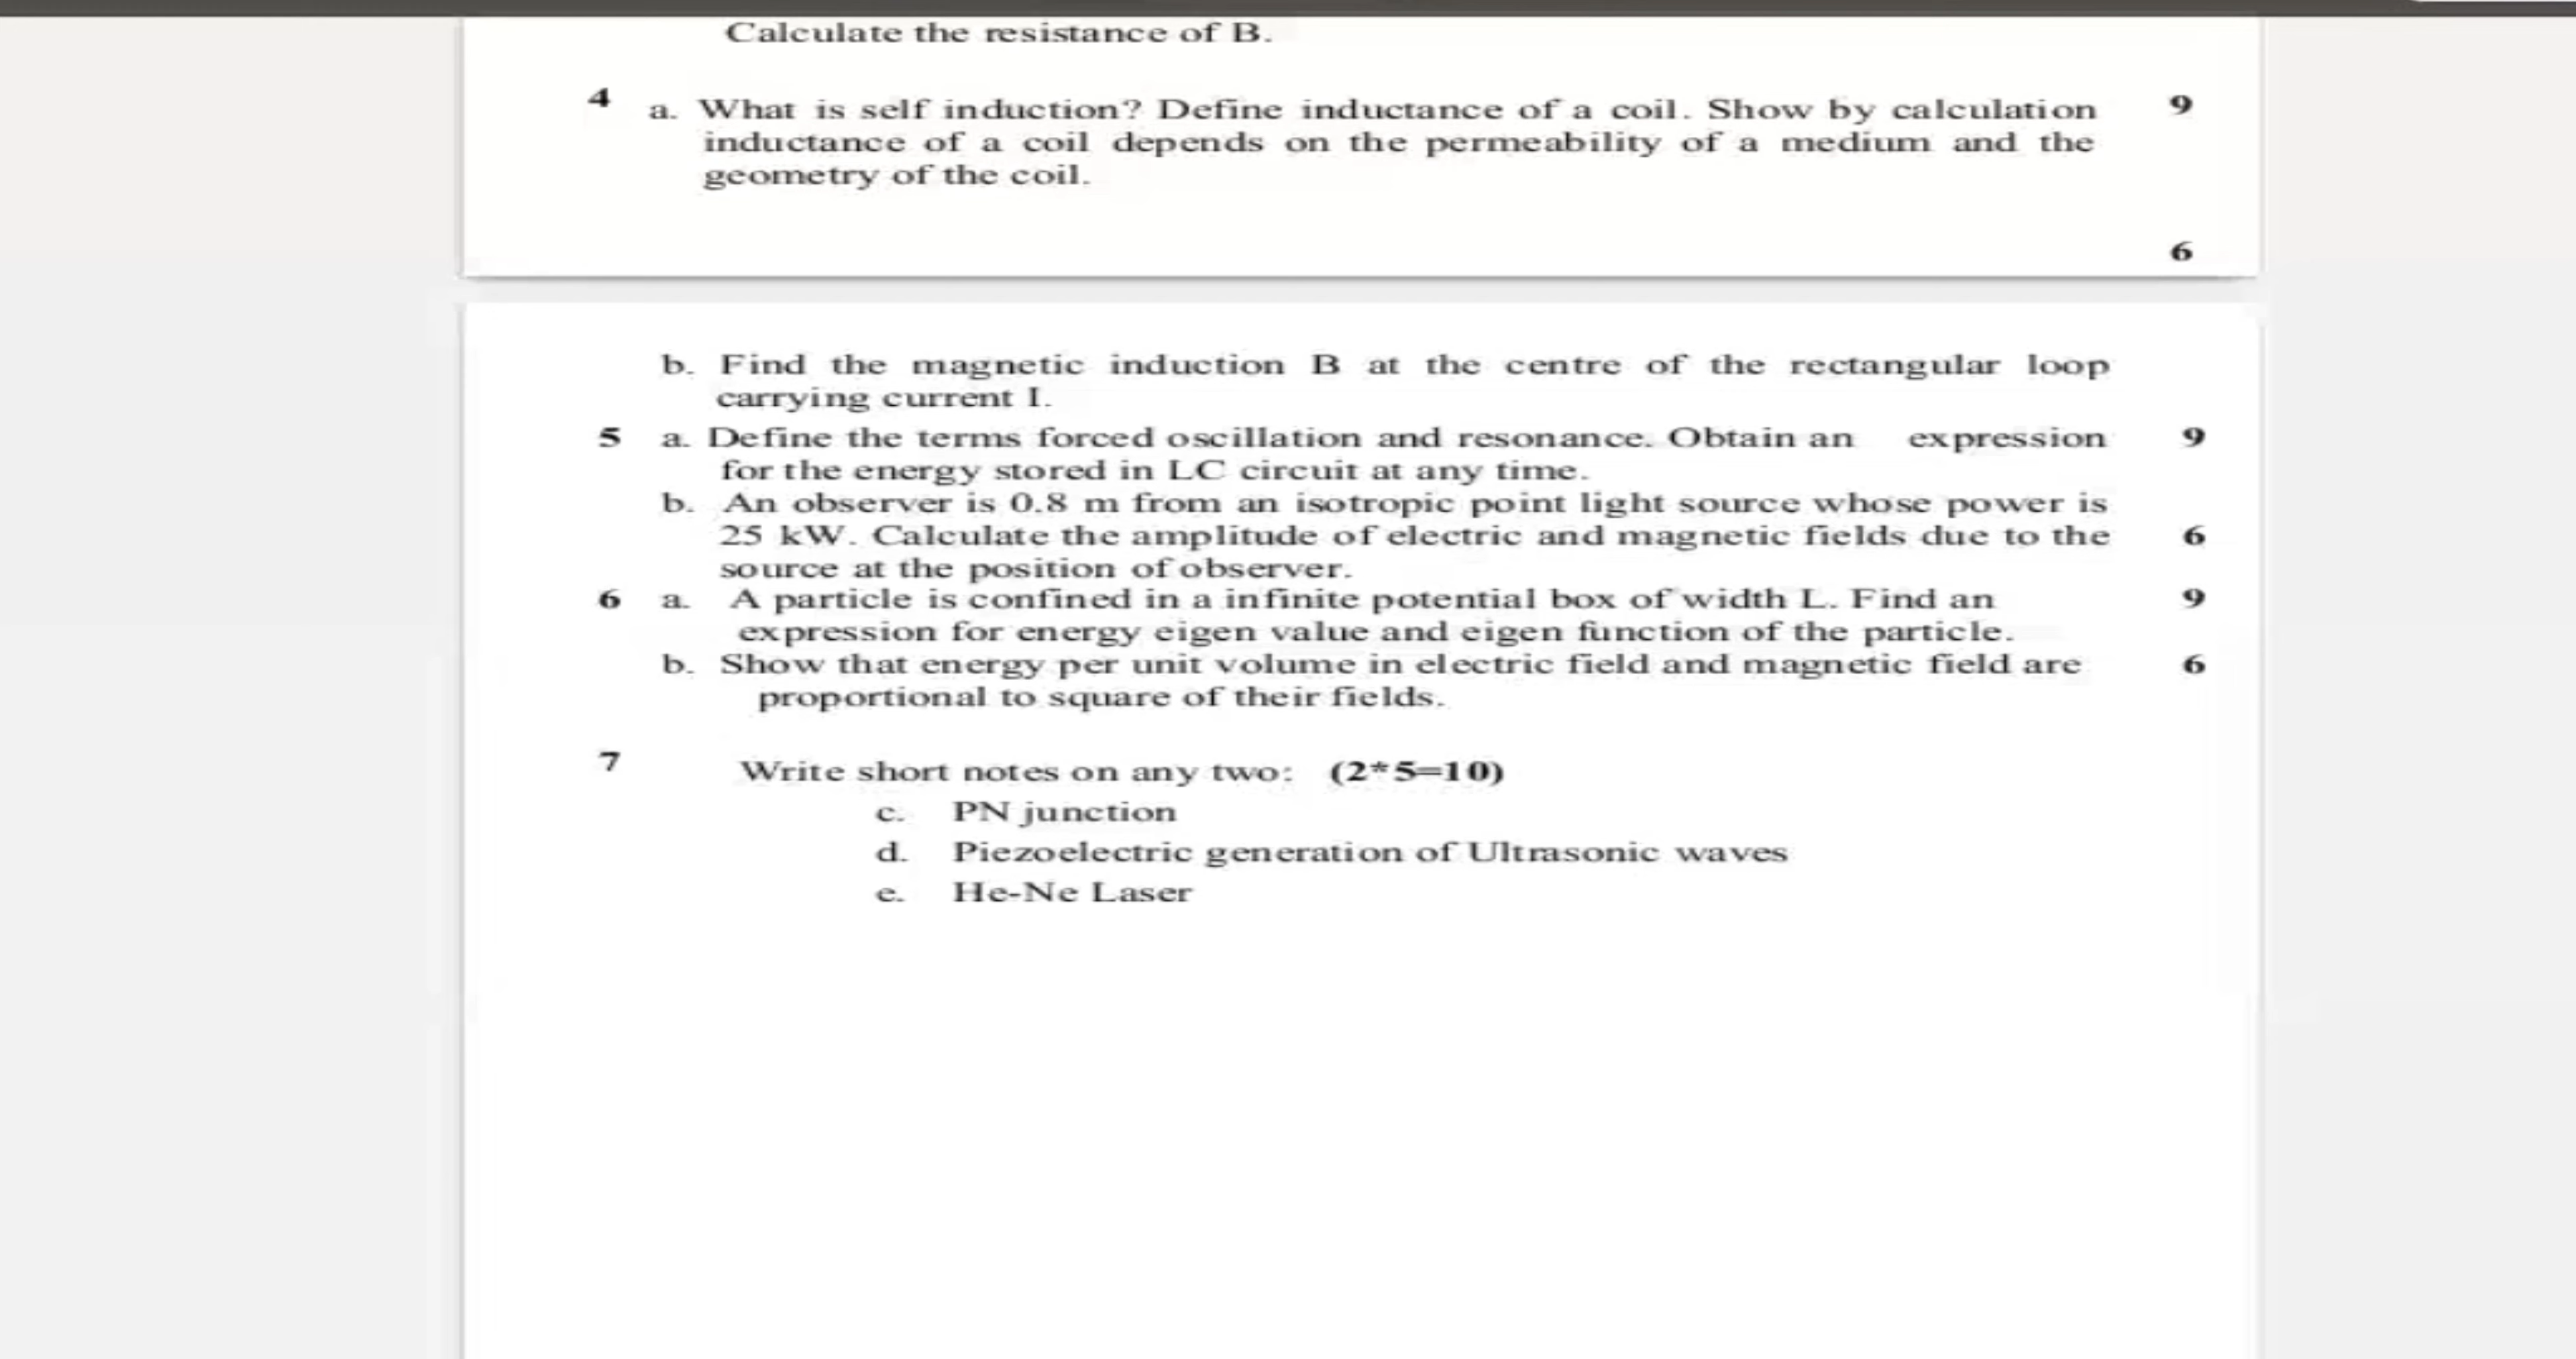 Calculate the resistance of B.
4 a. What is self induction? Define inductance of a coil. Show by calculation 9
inductance of a coil depends on the permeability of a medium and the
geometry of the coil.
6
b. Find the magnetic induction B at the centre of the rectangular loop
carrying current I.
5 a. Define the terms forced oscillation and resonance. Obtain an expression 9
for the energy stored in LC circuit at any time.
b. An observer is 0.8 m from an isotropic point light source whose power is
25 kW. Calculate the amplitude of electric and magnetic fields due to the 6
source at the position of observer.
6 a. A particle is confined in a infinite potential box of width L. Find an 9
expression for energy eigen value and eigen function of the particle.
b. Show that energy per unit volume in electric field and magnetic field are 6
proportional to square of their fields.
7 Write short notes on any two: (2*5=10)
c. PN junction
d. Piezoelectric generation of Ultrasonic waves
e. He-Ne Laser